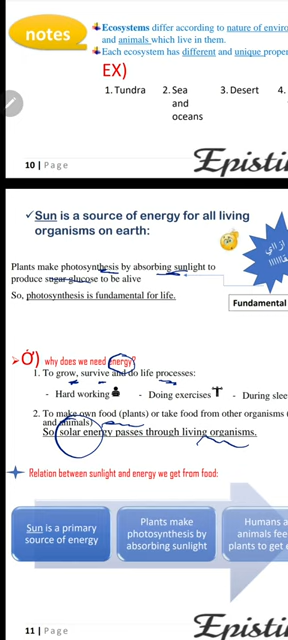 notes
Ecosystems differ according to nature of enviro
and animals which live in them.
Each ecosystem has different and unique proper
EX)
1. Tundra 2. Sea and oceans 3. Desert 4.
10 | Page
Episti
✓ Sun is a source of energy for all living
organisms on earth:
Plants make photosynthesis by absorbing sunlight to
produce sugar glucose to be alive
So, photosynthesis is fundamental for life.
Fundamental
why does we need energy?
1. To grow, survive and do life processes:
- Hard working - Doing exercises - During slee
2. To make own food (plants) or take food from other organisms (
and animals)
So, solar energy passes through living organisms.
Relation between sunlight and energy we get from food:
Sun is a primary
source of energy
Plants make
photosynthesis by
absorbing sunlight
Humans a
animals fee
plants to get e
11 | Page
Episti